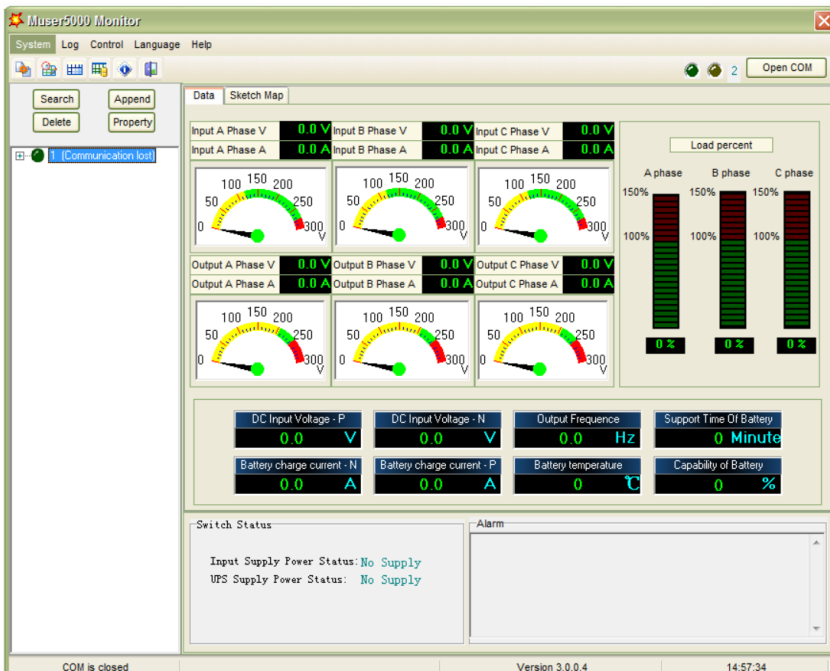 Muser5000 Monitor
System Log Control Language Help
2 Open COM
Search Append
Delete Property
1 (Communication lost)
Data Sketch Map
Input A Phase V 0.0 V Input B Phase V 0.0 V Input C Phase V 0.0 V
Input A Phase A 0.0 A Input B Phase A 0.0 A Input C Phase A 0.0 A
0 50 100 150 200 250 300 V
0 50 100 150 200 250 300 V
0 50 100 150 200 250 300 V
Output A Phase V 0.0 V Output B Phase V 0.0 V Output C Phase V 0.0 V
Output A Phase A 0.0 A Output B Phase A 0.0 A Output C Phase A 0.0 A
0 50 100 150 200 250 300 V
0 50 100 150 200 250 300 V
0 50 100 150 200 250 300 V
Load percent
A phase B phase C phase
150% 150% 150%
100% 100% 100%
0 % 0 % 0 %
DC Input Voltage - P DC Input Voltage - N Output Frequence Support Time Of Battery
0.0 V 0.0 V 0.0 Hz 0 Minute
Battery charge current - N Battery charge current - P Battery temperature Capability of Battery
0.0 A 0.0 A 0 ℃ 0 %
Switch Status
Input Supply Power Status: No Supply
UPS Supply Power Status: No Supply
Alarm
COM is closed Version 3.0.0.4 14:57:34